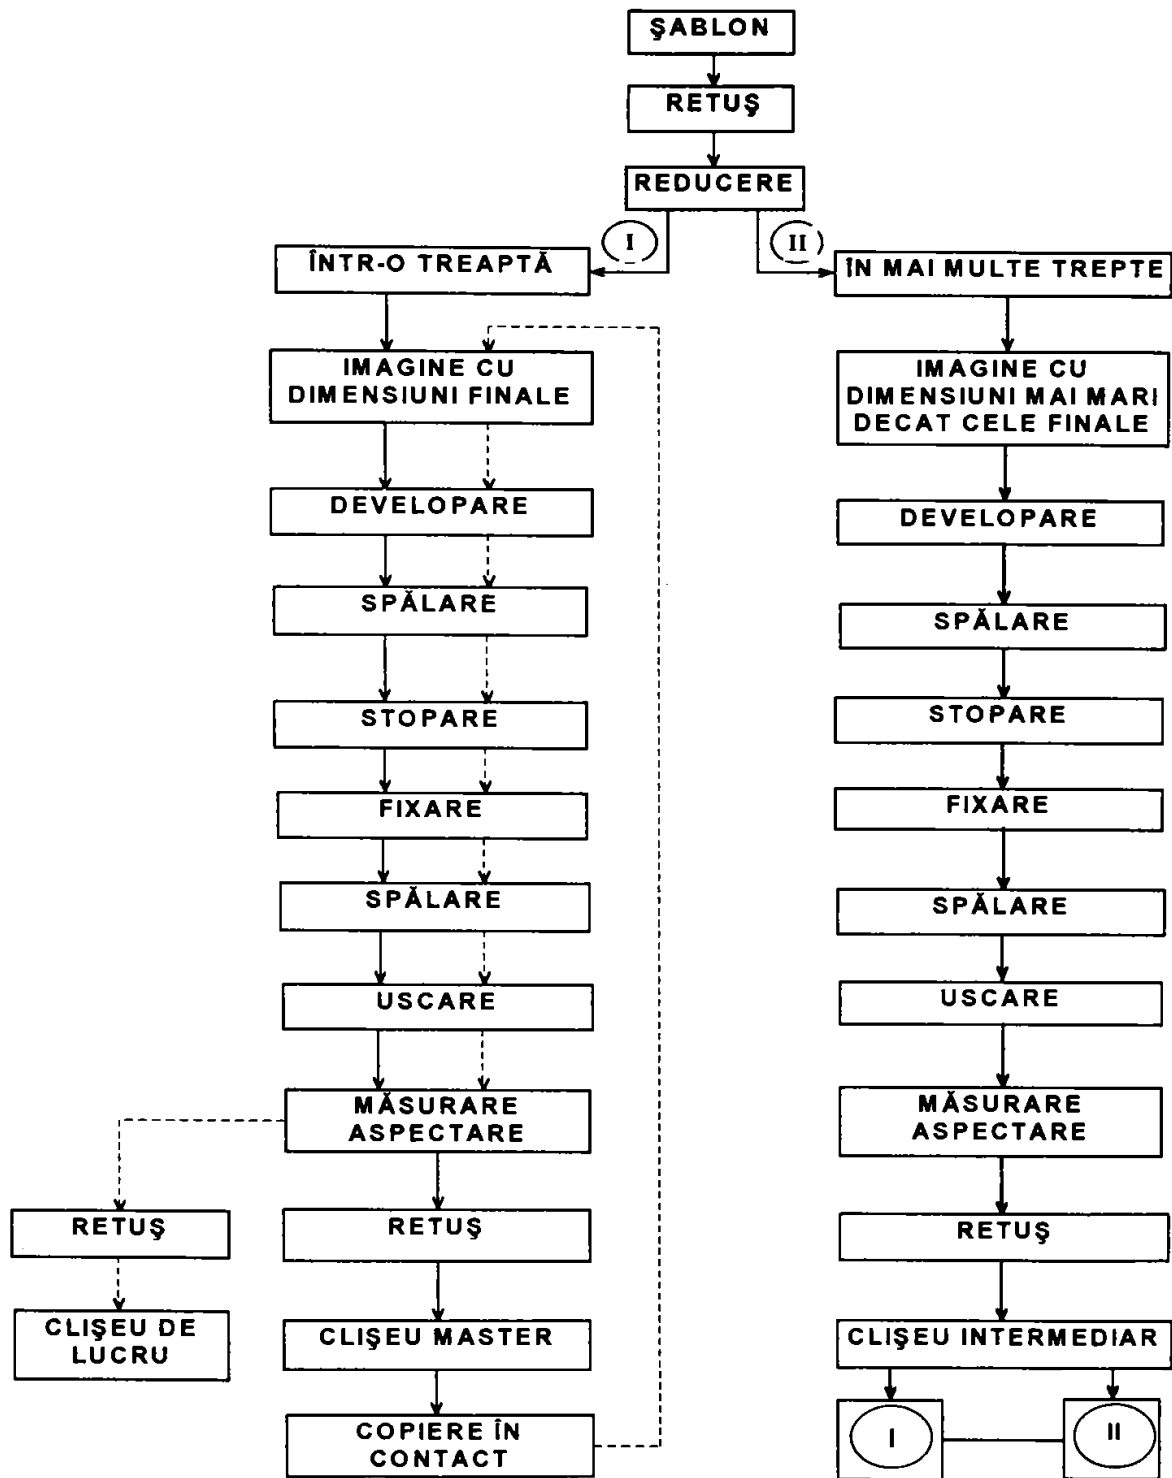 ŞABLON
RETUŞ
REDUCERE
I
II
ÎNTR-O TREAPTĂ
IMAGINE CU
DIMENSIUNI FINALE
DEVELOPARE
SPĂLARE
STOPARE
FIXARE
SPĂLARE
USCARE
MĂSURARE
ASPECTARE
RETUŞ
CLIŞEU DE
LUCRU
RETUŞ
CLIŞEU MASTER
COPIERE ÎN
CONTACT
ÎN MAI MULTE TREPTE
IMAGINE CU
DIMENSIUNI MAI MARI
DECAT CELE FINALE
DEVELOPARE
SPĂLARE
STOPARE
FIXARE
SPĂLARE
USCARE
MĂSURARE
ASPECTARE
RETUŞ
CLIŞEU INTERMEDIAR
I
II